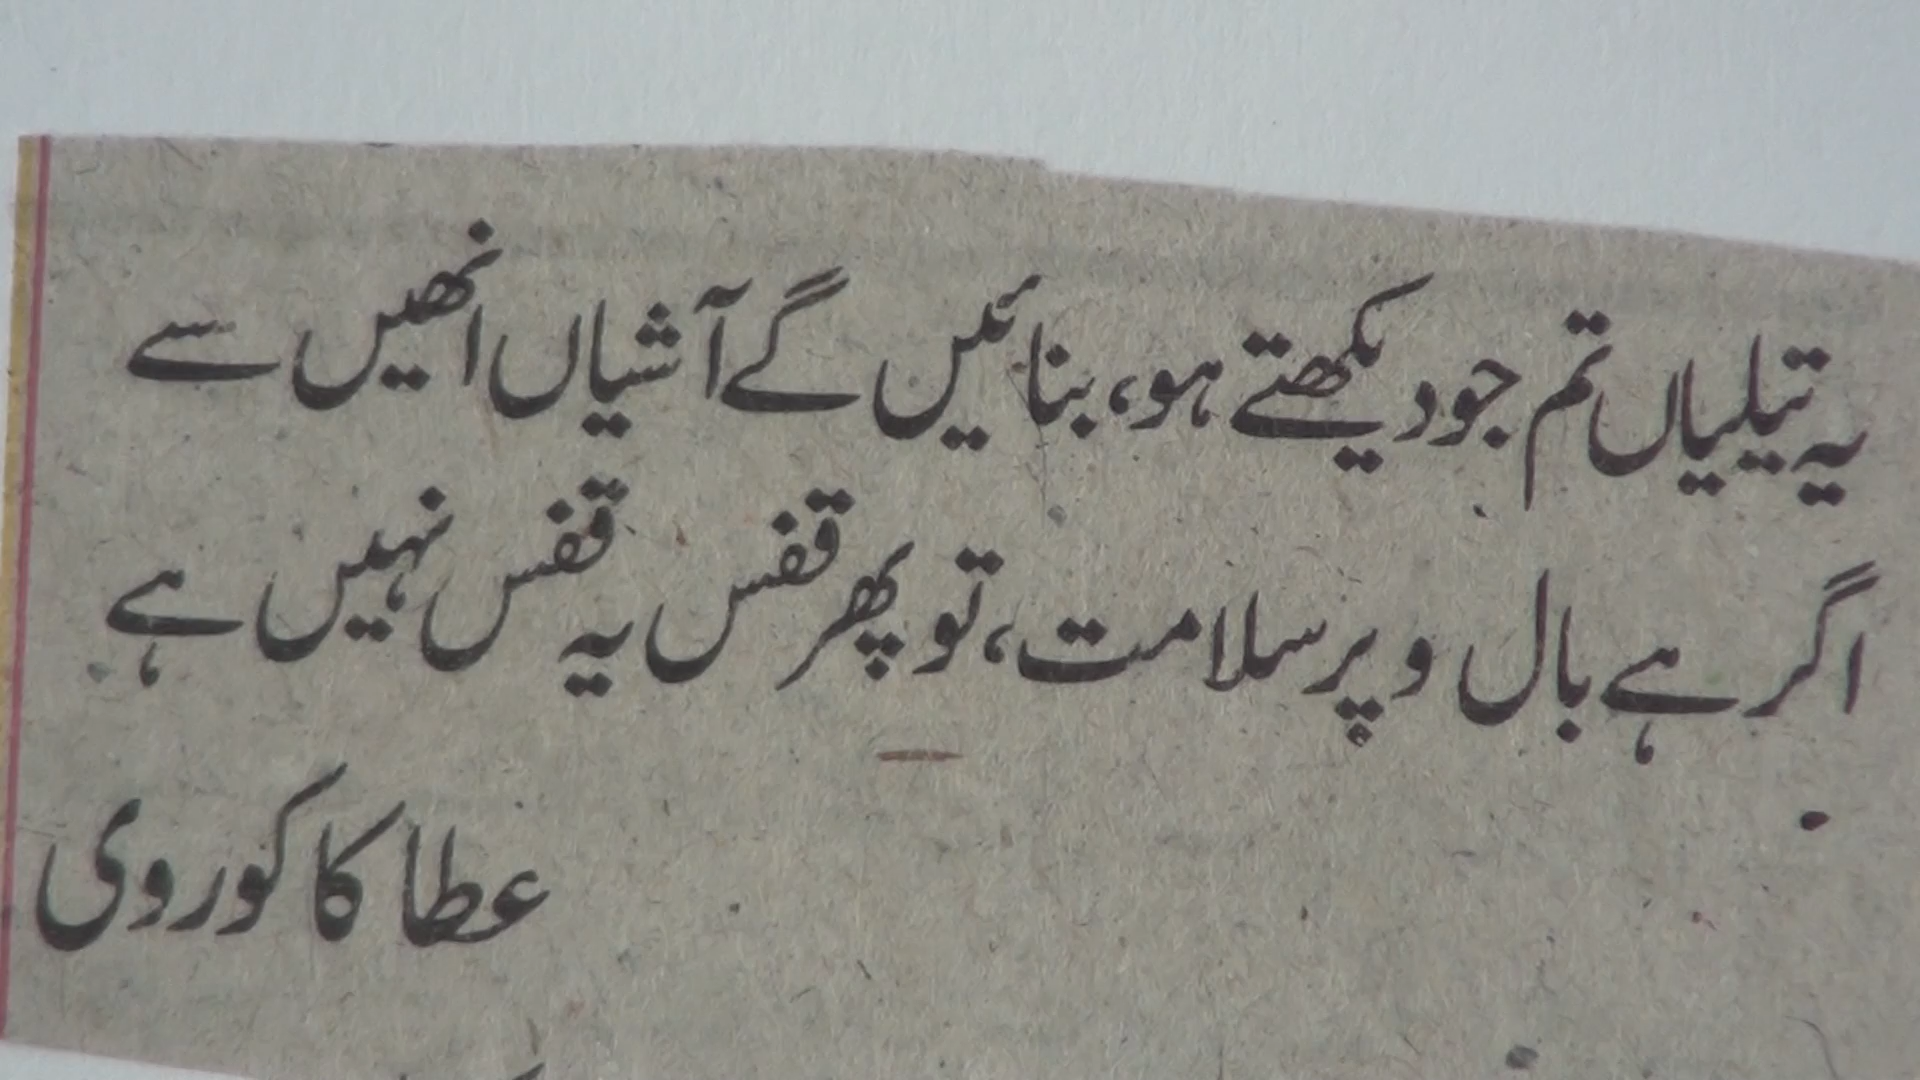 یہ تیلیاں تم جو دیکھتے ہو، بنائیں گے آشیاں انھیں سے
اگر ہے بال و پر سلامت، تو پھر قفس یہ قفس نہیں ہے
عطا کاکوروی